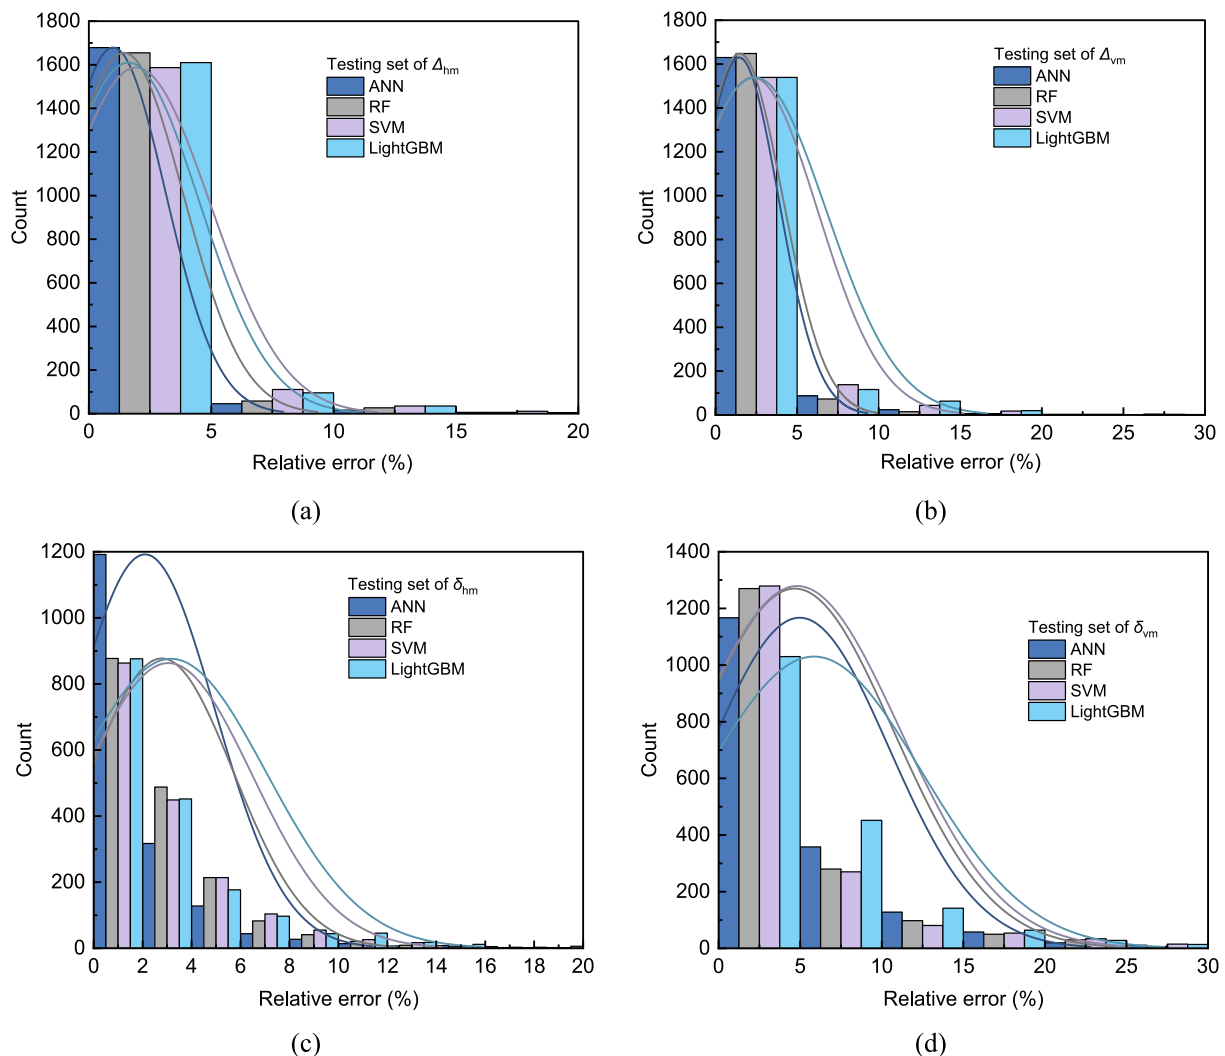 1800
1600
1400
1200
1000
800
600
400
200
0
Count
Testing set of Δhm
ANN
RF
SVM
LightGBM
0 5 10 15 20
Relative error (%)
(a)
1800
1600
1400
1200
1000
800
600
400
200
0
Count
Testing set of Δvm
ANN
RF
SVM
LightGBM
0 5 10 15 20 25 30
Relative error (%)
(b)
1200
1000
800
600
400
200
0
Count
Testing set of δhm
ANN
RF
SVM
LightGBM
0 2 4 6 8 10 12 14 16 18 20
Relative error (%)
(c)
1400
1200
1000
800
600
400
200
0
Count
Testing set of δvm
ANN
RF
SVM
LightGBM
0 5 10 15 20 25 30
Relative error (%)
(d)